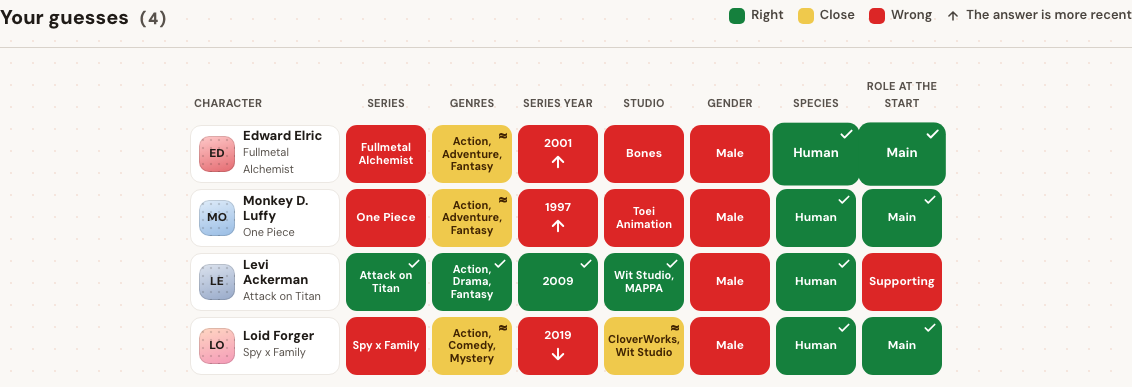 Your guesses (4)
Right Close Wrong ↑ The answer is more recent
CHARACTER SERIES GENRES SERIES YEAR STUDIO GENDER SPECIES ROLE AT THE
START
ED
Edward Elric
Fullmetal
Alchemist
Fullmetal
Alchemist
Action,
Adventure,
Fantasy
≈
2001
↑
Bones
Male
Human ✓
Main ✓
MO
Monkey D.
Luffy
One Piece
One Piece
Action,
Adventure,
Fantasy
≈
1997
↑
Toei
Animation
Male
Human ✓
Main ✓
LE
Levi
Ackerman
Attack on Titan
Attack on
Titan
✓
Action,
Drama,
Fantasy
✓
2009 ✓
Wit Studio,
MAPPA
✓
Male
Human ✓
Supporting
LO
Loid Forger
Spy x Family
Spy x Family
Action,
Comedy,
Mystery
≈
2019
↓
CloverWorks,
Wit Studio
≈
Male
Human ✓
Main ✓